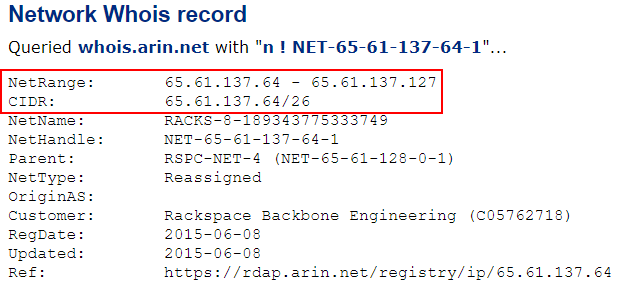 Network Whois record
Queried whois.arin.net with "n ! NET-65-61-137-64-1"...
NetRange: 65.61.137.64 - 65.61.137.127
CIDR: 65.61.137.64/26
NetName: RACKS-8-189343775333749
NetHandle: NET-65-61-137-64-1
Parent: RSPC-NET-4 (NET-65-61-128-0-1)
NetType: Reassigned
OriginAS:
Customer: Rackspace Backbone Engineering (C05762718)
RegDate: 2015-06-08
Updated: 2015-06-08
Ref: https://rdap.arin.net/registry/ip/65.61.137.64